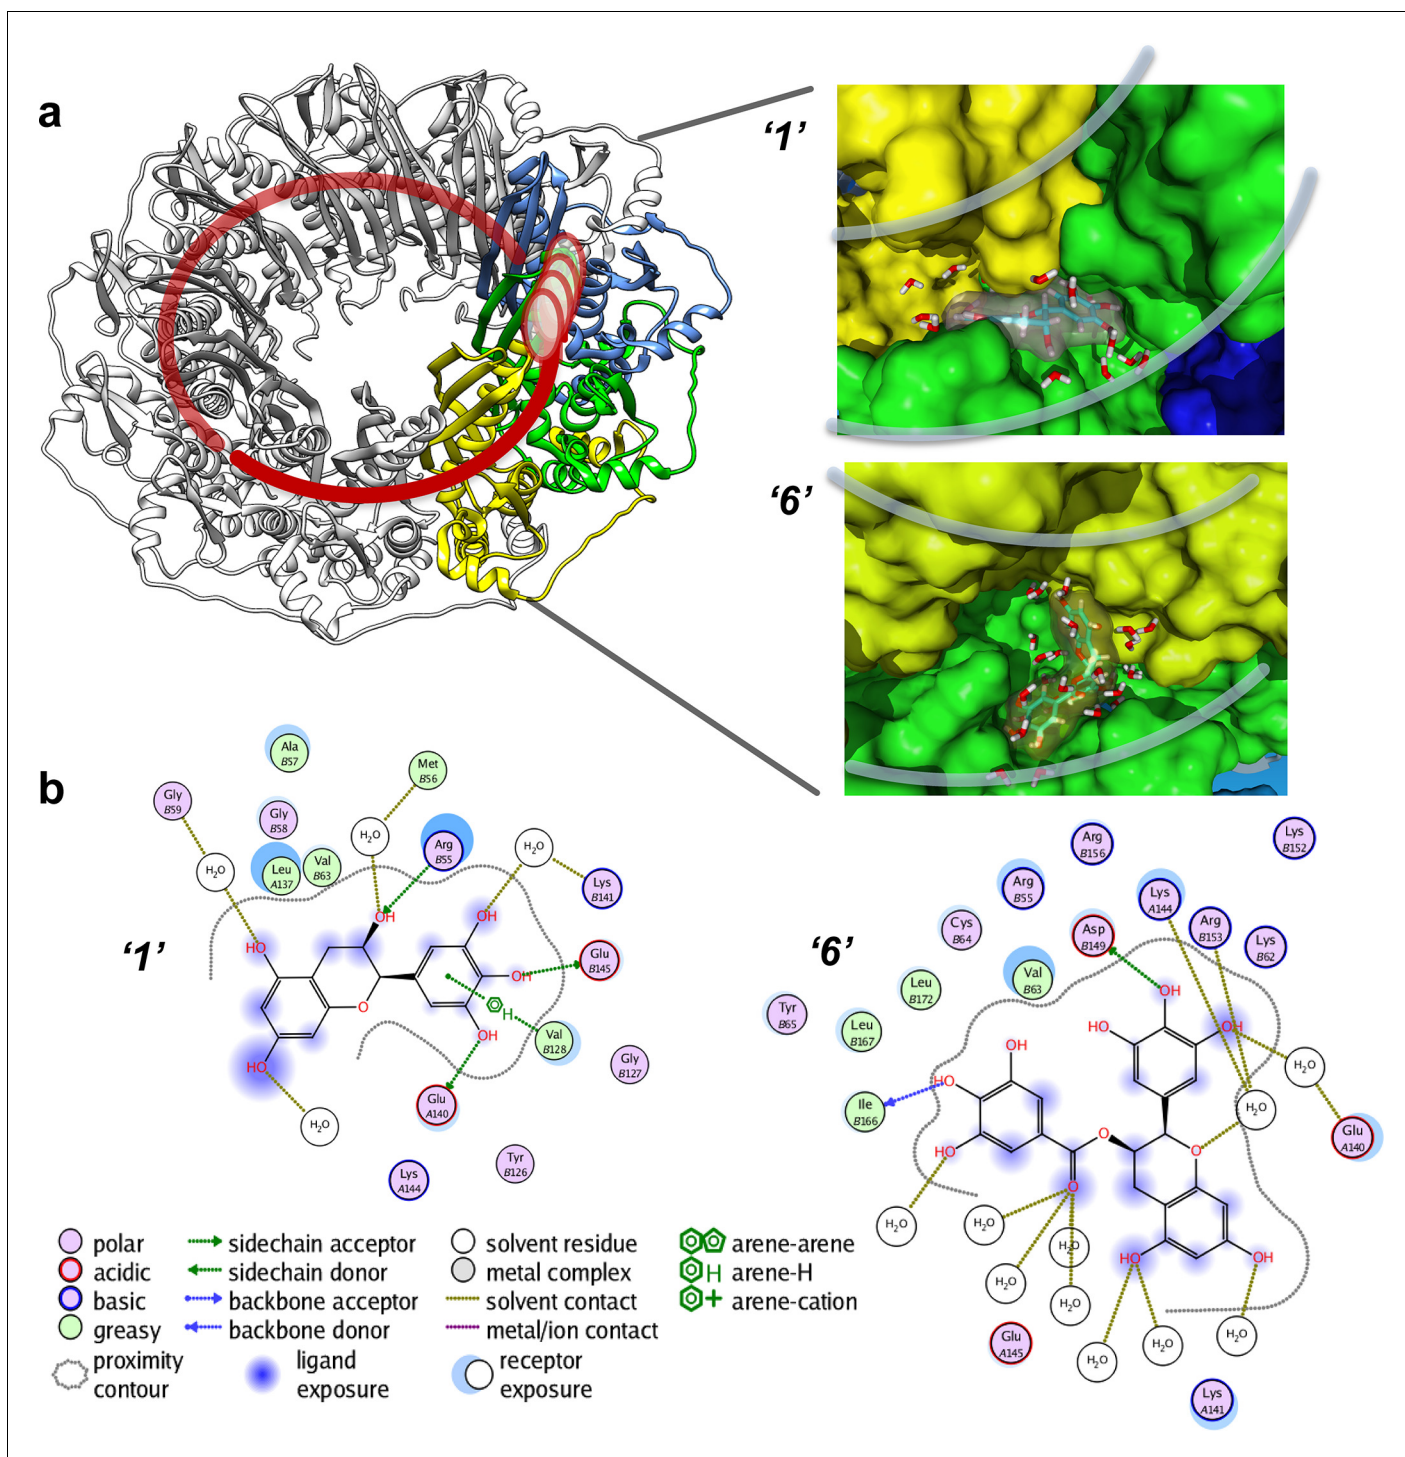 a
‘1’
‘6’
b
Ala
B57
Met
B56
Gly
B59
Gly
B58
H2O
Arg
B55
H2O
H2O
Leu
A137
Val
B63
Lys
B141
OH
OH
HO
‘1’
Glu
B145
OH
O
H
Val
B128
OH
Gly
B127
HO
Glu
A140
H2O
Tyr
B126
Lys
A144
Arg
B156
Lys
B152
Arg
B55
Lys
A144
Cys
B64
Asp
B149
Arg
B153
Lys
B62
‘6’
Val
B63
Leu
B172
OH
Tyr
B65
Leu
B167
HO
OH
OH
H2O
HO
Ile
B166
H2O
Glu
A140
O
HO
O
O
H2O
H2O
H2O
HO
OH
H2O
H2O
Glu
A145
H2O
H2O
H2O
Lys
A141
polar
acidic
basic
greasy
proximity
contour
sidechain acceptor
sidechain donor
backbone acceptor
backbone donor
ligand
exposure
solvent residue
metal complex
solvent contact
metal/ion contact
receptor
exposure
arene-arene
H arene-H
+ arene-cation